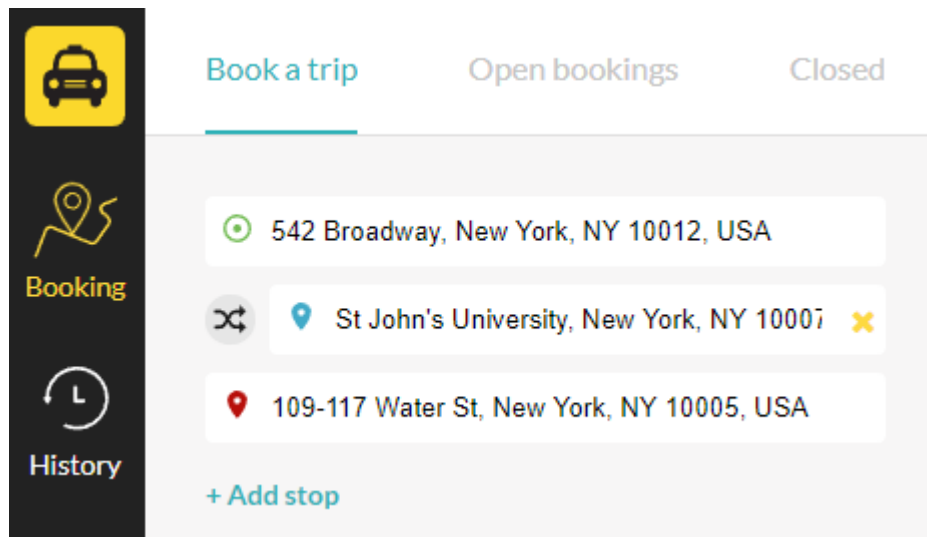 Book a trip Open bookings Closed
542 Broadway, New York, NY 10012, USA
Booking
St John's University, New York, NY 10007
109-117 Water St, New York, NY 10005, USA
History
+ Add stop